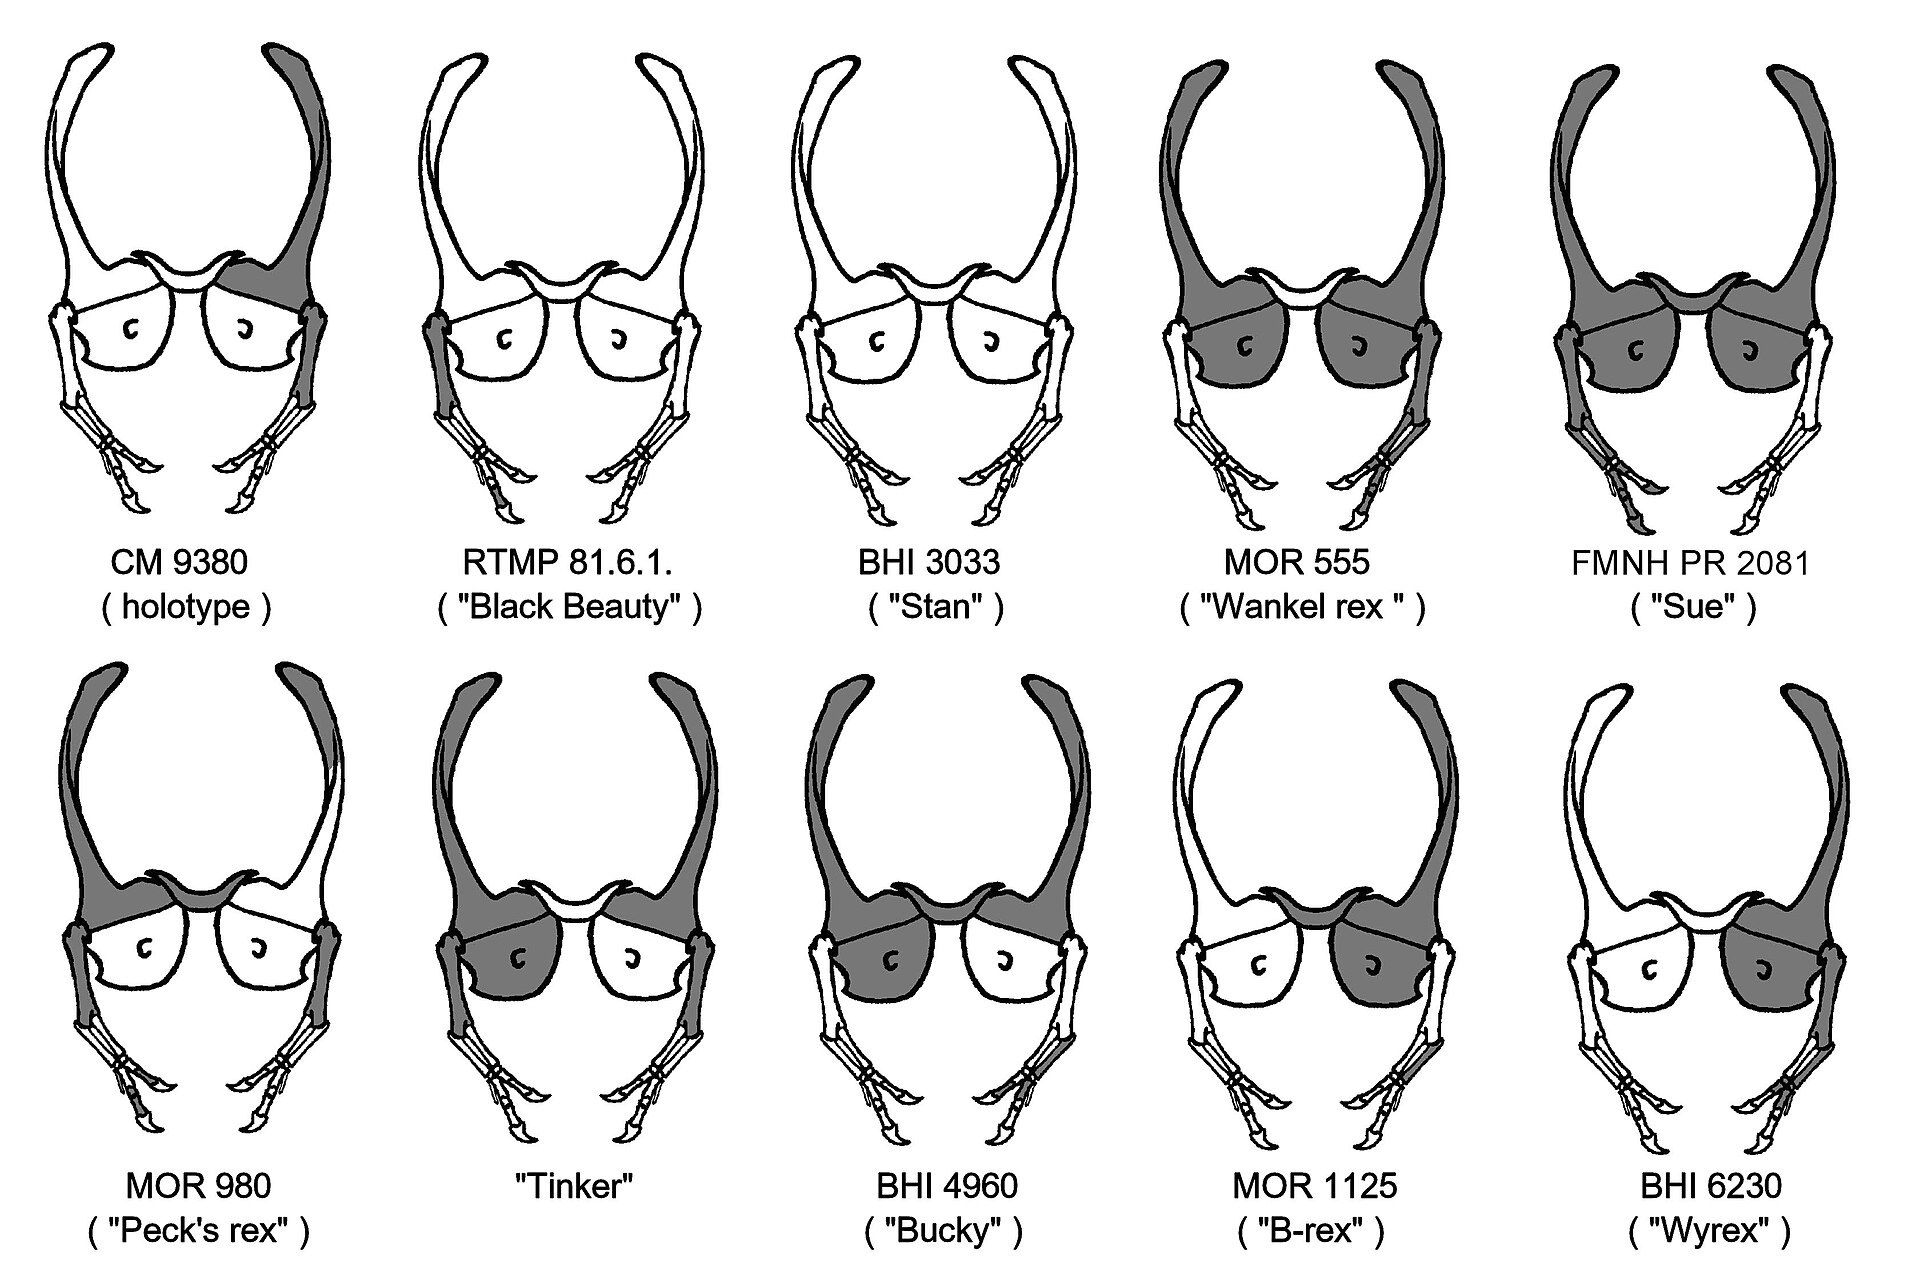 CM 9380
( holotype )
RTMP 81.6.1.
( "Black Beauty" )
BHI 3033
( "Stan" )
MOR 555
( "Wankel rex " )
FMNH PR 2081
( "Sue" )
MOR 980
( "Peck's rex" )
"Tinker"
BHI 4960
( "Bucky" )
MOR 1125
( "B-rex" )
BHI 6230
( "Wyrex" )